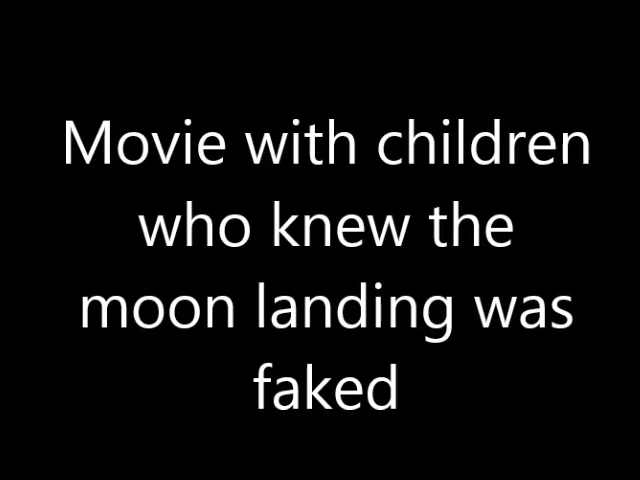 Movie with children
who knew the
moon landing was
faked